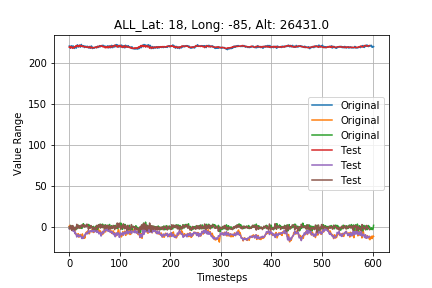 ALL_Lat: 18, Long: -85, Alt: 26431.0
Value Range
200
150
100
50
0
Original
Original
Original
Test
Test
Test
0 100 200 300 400 500 600
Timesteps